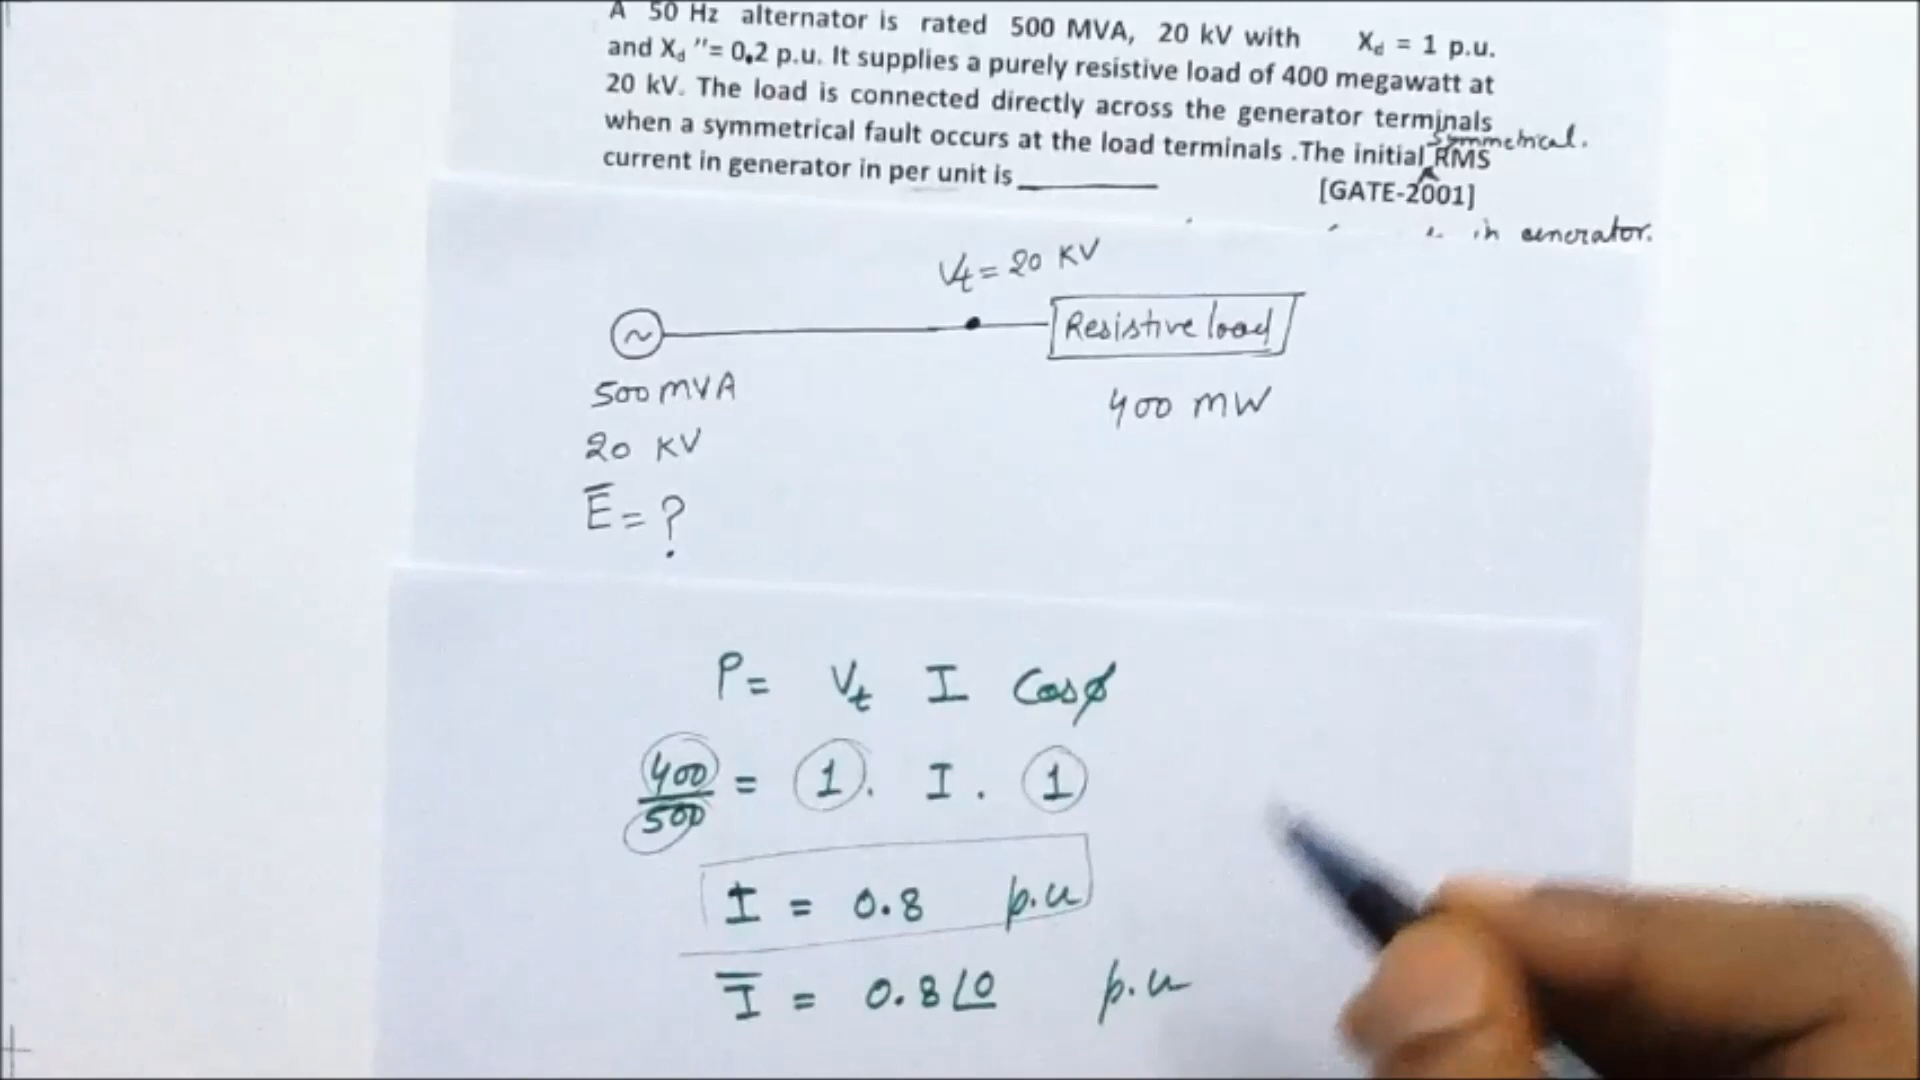 A 50 Hz alternator is rated 500 MVA, 20 kV with Xd = 1 p.u.
and Xd "= 0.2 p.u. It supplies a purely resistive load of 400 megawatt at
20 kV. The load is connected directly across the generator terminals
when a symmetrical fault occurs at the load terminals .The initial RMS
symmetrical.
current in generator in per unit is __________
[GATE-2001]
in generator.
Vt = 20 KV
~
Resistive load
500 MVA
400 MW
20 KV
E̅ = ?
P = Vt I Cosϕ
400/500 = 1. I. 1
I = 0.8 p.u
I̅ = 0.8∠0 p.u